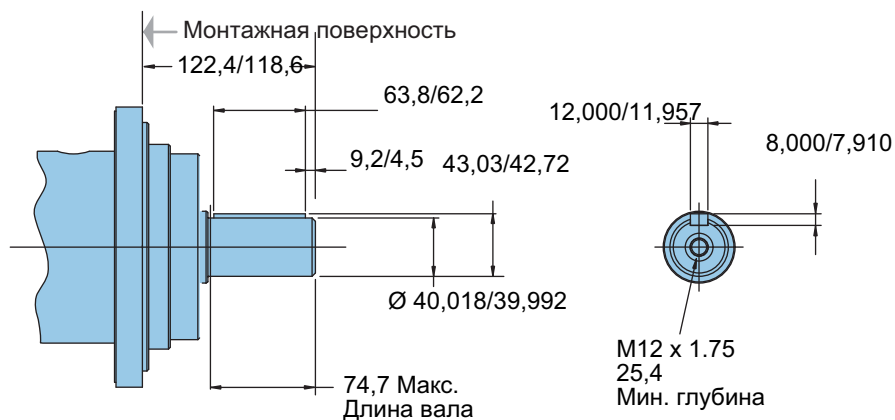 Монтажная поверхность
122,4/118,6
63,8/62,2
12,000/11,957
8,000/7,910
9,2/4,5
43,03/42,72
Ø 40,018/39,992
M12 x 1.75
25,4
Мин. глубина
74,7 Макс.
Длина вала